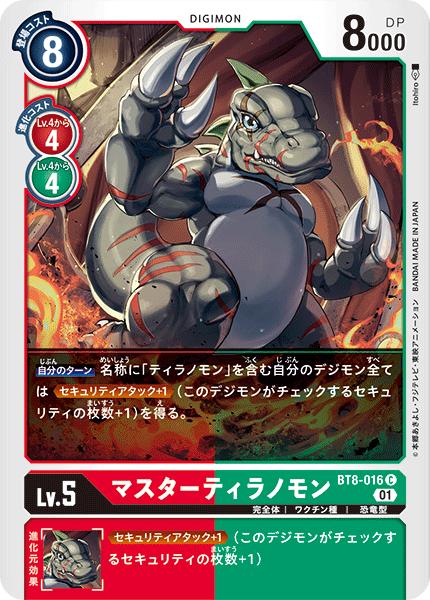 登場コスト
8
DIGIMON
8000
DP
進化コスト
Lv.4から
4
Lv.4から
4
Itohiro
自分のターン 名称に「ティラノモン」を含む自分のデジモン全て
は セキュリティアタック+1 (このデジモンがチェックするセキュ
リティの枚数+1)を得る。
©本郷あきよし・フジテレビ・東映アニメーション BANDAI MADE IN JAPAN
Lv.5
マスターティラノモン
BT8-016 C
01
完全体 | ワクチン種 | 恐竜型
進化元効果
セキュリティアタック+1 (このデジモンがチェックす
るセキュリティの枚数+1)